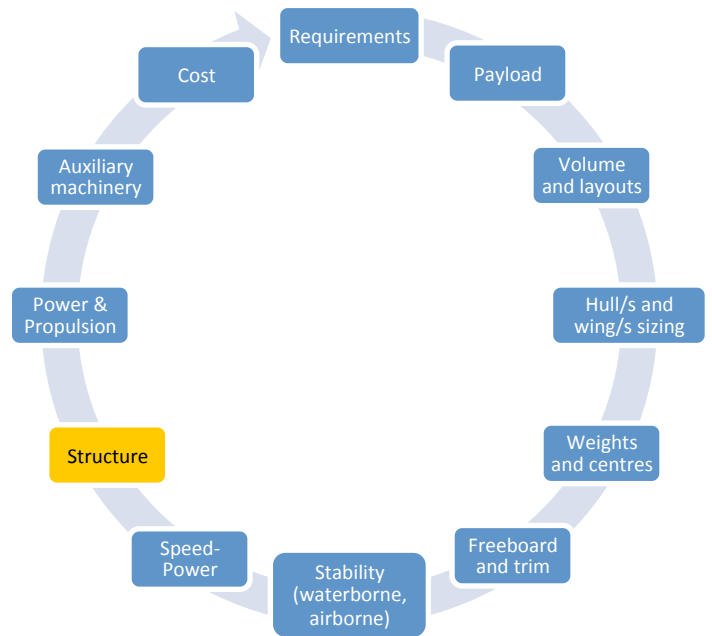 Requirements
Payload
Volume
and layouts
Hull/s and
wing/s sizing
Weights
and centres
Freeboard
and trim
Stability
(waterborne,
airborne)
Speed-
Power
Structure
Power &
Propulsion
Auxiliary
machinery
Cost